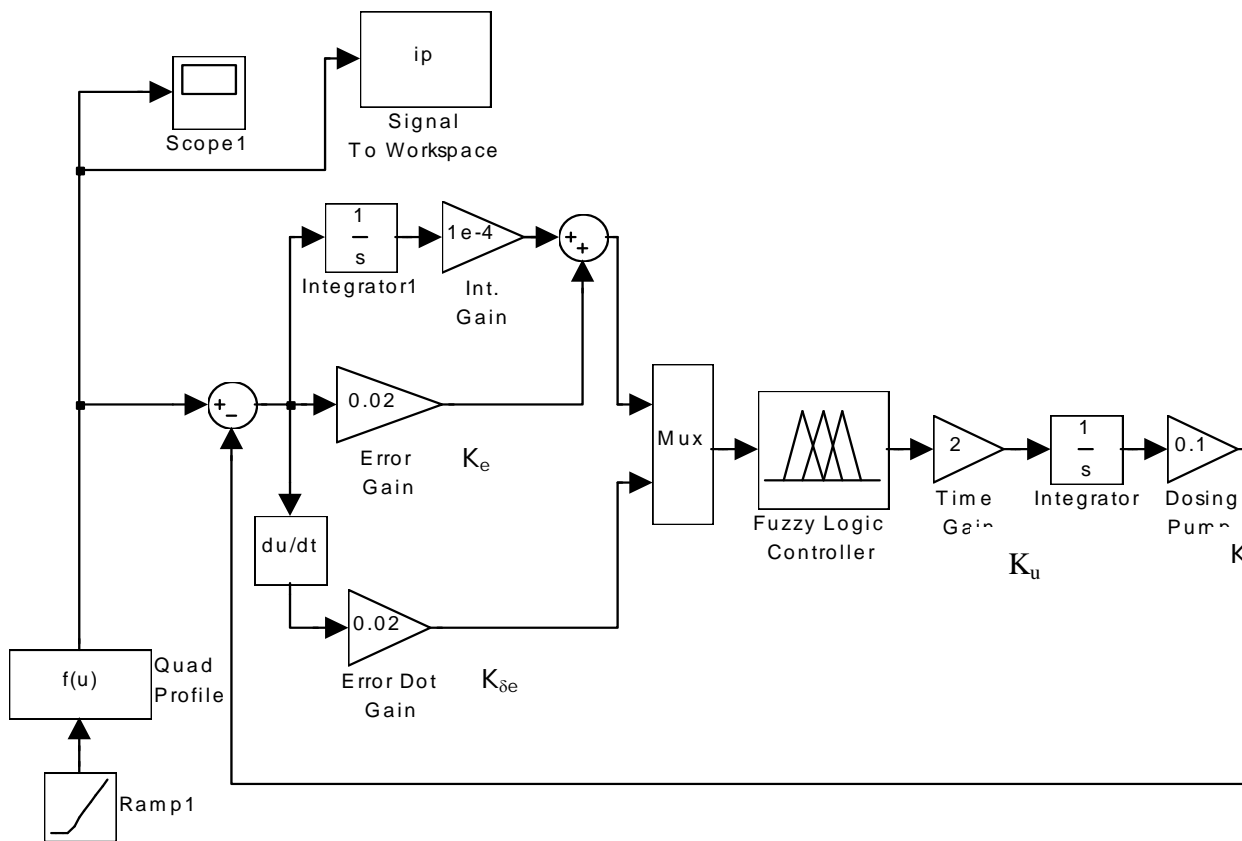 ip
Signal
To Workspace
Scope1
1
s
Integrator1
1e-4
Int.
Gain
+
+
+
-
0.02
Error
Gain
Ke
du/dt
0.02
Error Dot
Gain
Kδe
Mux
Fuzzy Logic
Controller
2
Time
Gain
Ku
1
s
Integrator
0.1
Dosing
Pump
K
f(u)
Quad
Profile
Ramp1